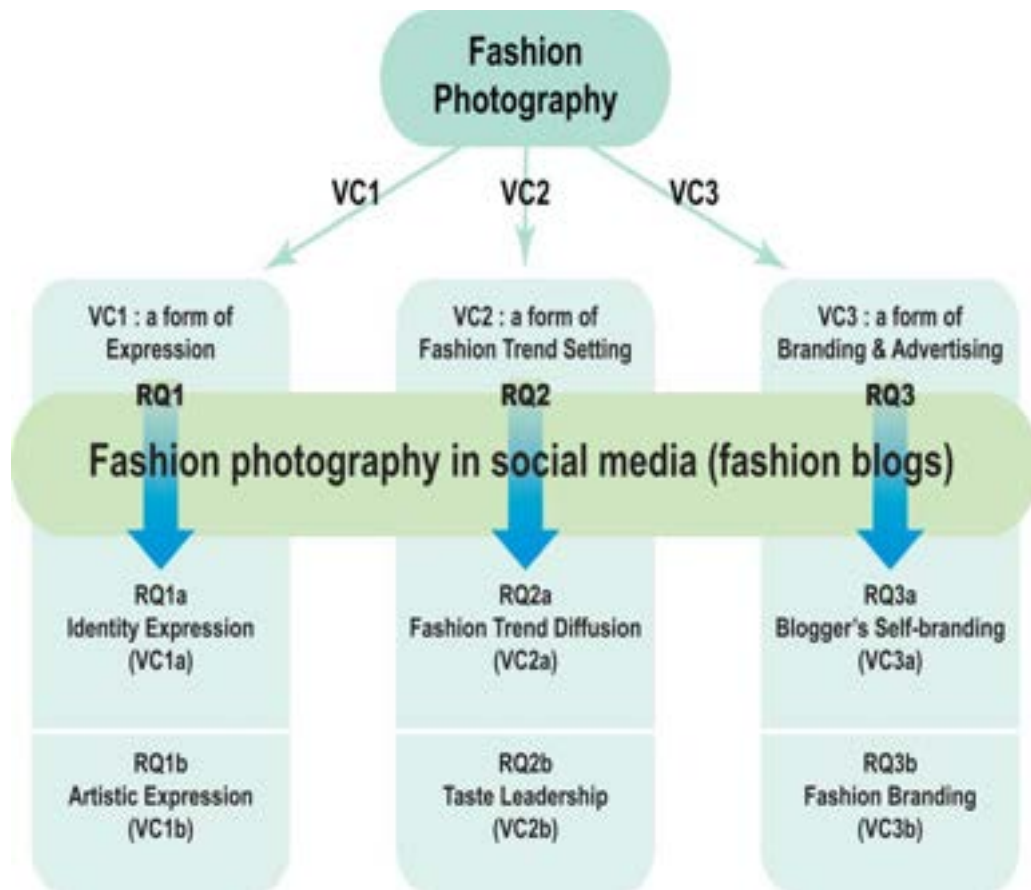 Fashion
Photography
VC1
VC2
VC3
VC1 : a form of
Expression
VC2 : a form of
Fashion Trend Setting
VC3 : a form of
Branding & Advertising
RQ1
RQ2
RQ3
Fashion photography in social media (fashion blogs)
RQ1a
Identity Expression
(VC1a)
RQ2a
Fashion Trend Diffusion
(VC2a)
RQ3a
Blogger's Self-branding
(VC3a)
RQ1b
Artistic Expression
(VC1b)
RQ2b
Taste Leadership
(VC2b)
RQ3b
Fashion Branding
(VC3b)